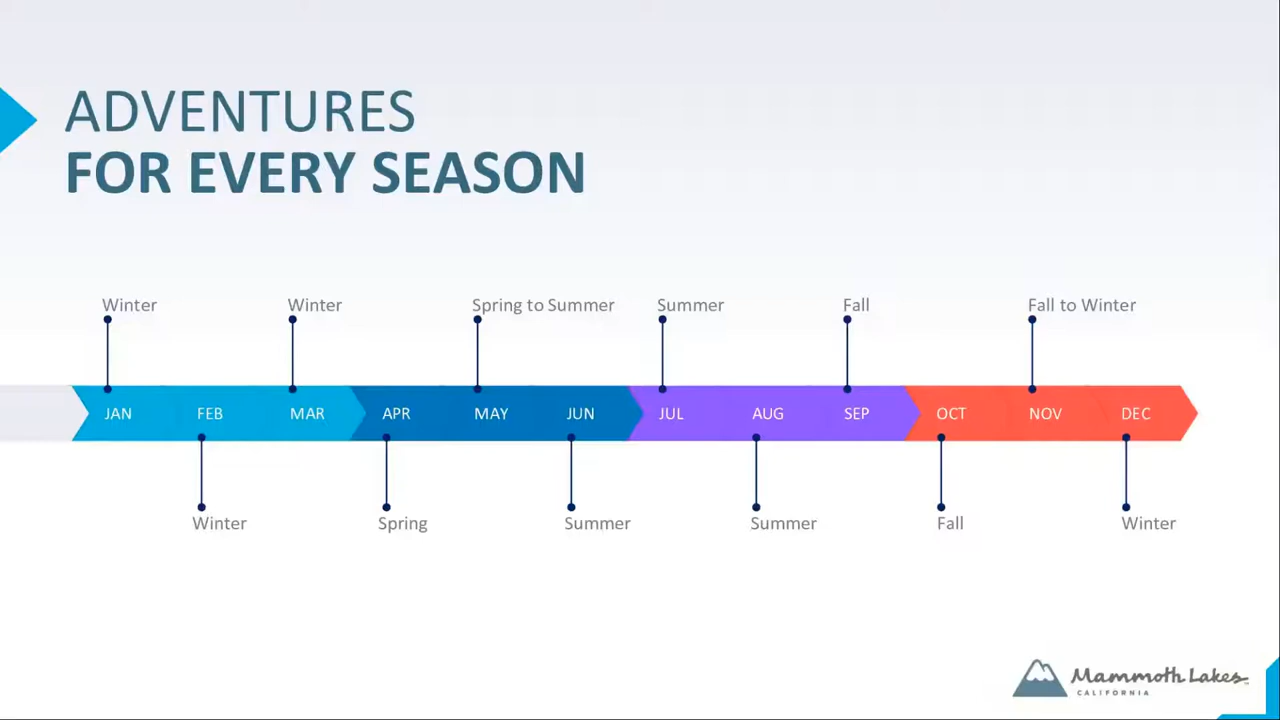 ADVENTURES
FOR EVERY SEASON
Winter Winter Spring to Summer Summer Fall Fall to Winter
JAN FEB MAR APR MAY JUN JUL AUG SEP OCT NOV DEC
Winter Spring Summer Summer Fall Winter
Mammoth Lakes
CALIFORNIA